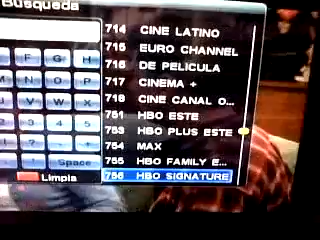 Búsqueda
714 CINE LATINO
715 EURO CHANNEL
716 DE PELICULA
717 CINEMA +
718 CINE CANAL O...
751 HBO ESTE
753 HBO PLUS ESTE
754 MAX
755 HBO FAMILY E...
756 HBO SIGNATURE
F G H
N O P
V W X
! Space
Limpia